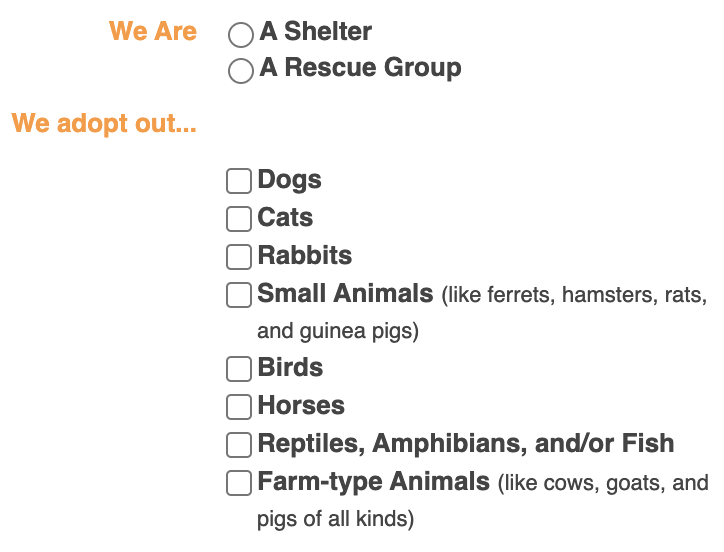 We Are
A Shelter
A Rescue Group
We adopt out...
Dogs
Cats
Rabbits
Small Animals (like ferrets, hamsters, rats,
and guinea pigs)
Birds
Horses
Reptiles, Amphibians, and/or Fish
Farm-type Animals (like cows, goats, and
pigs of all kinds)